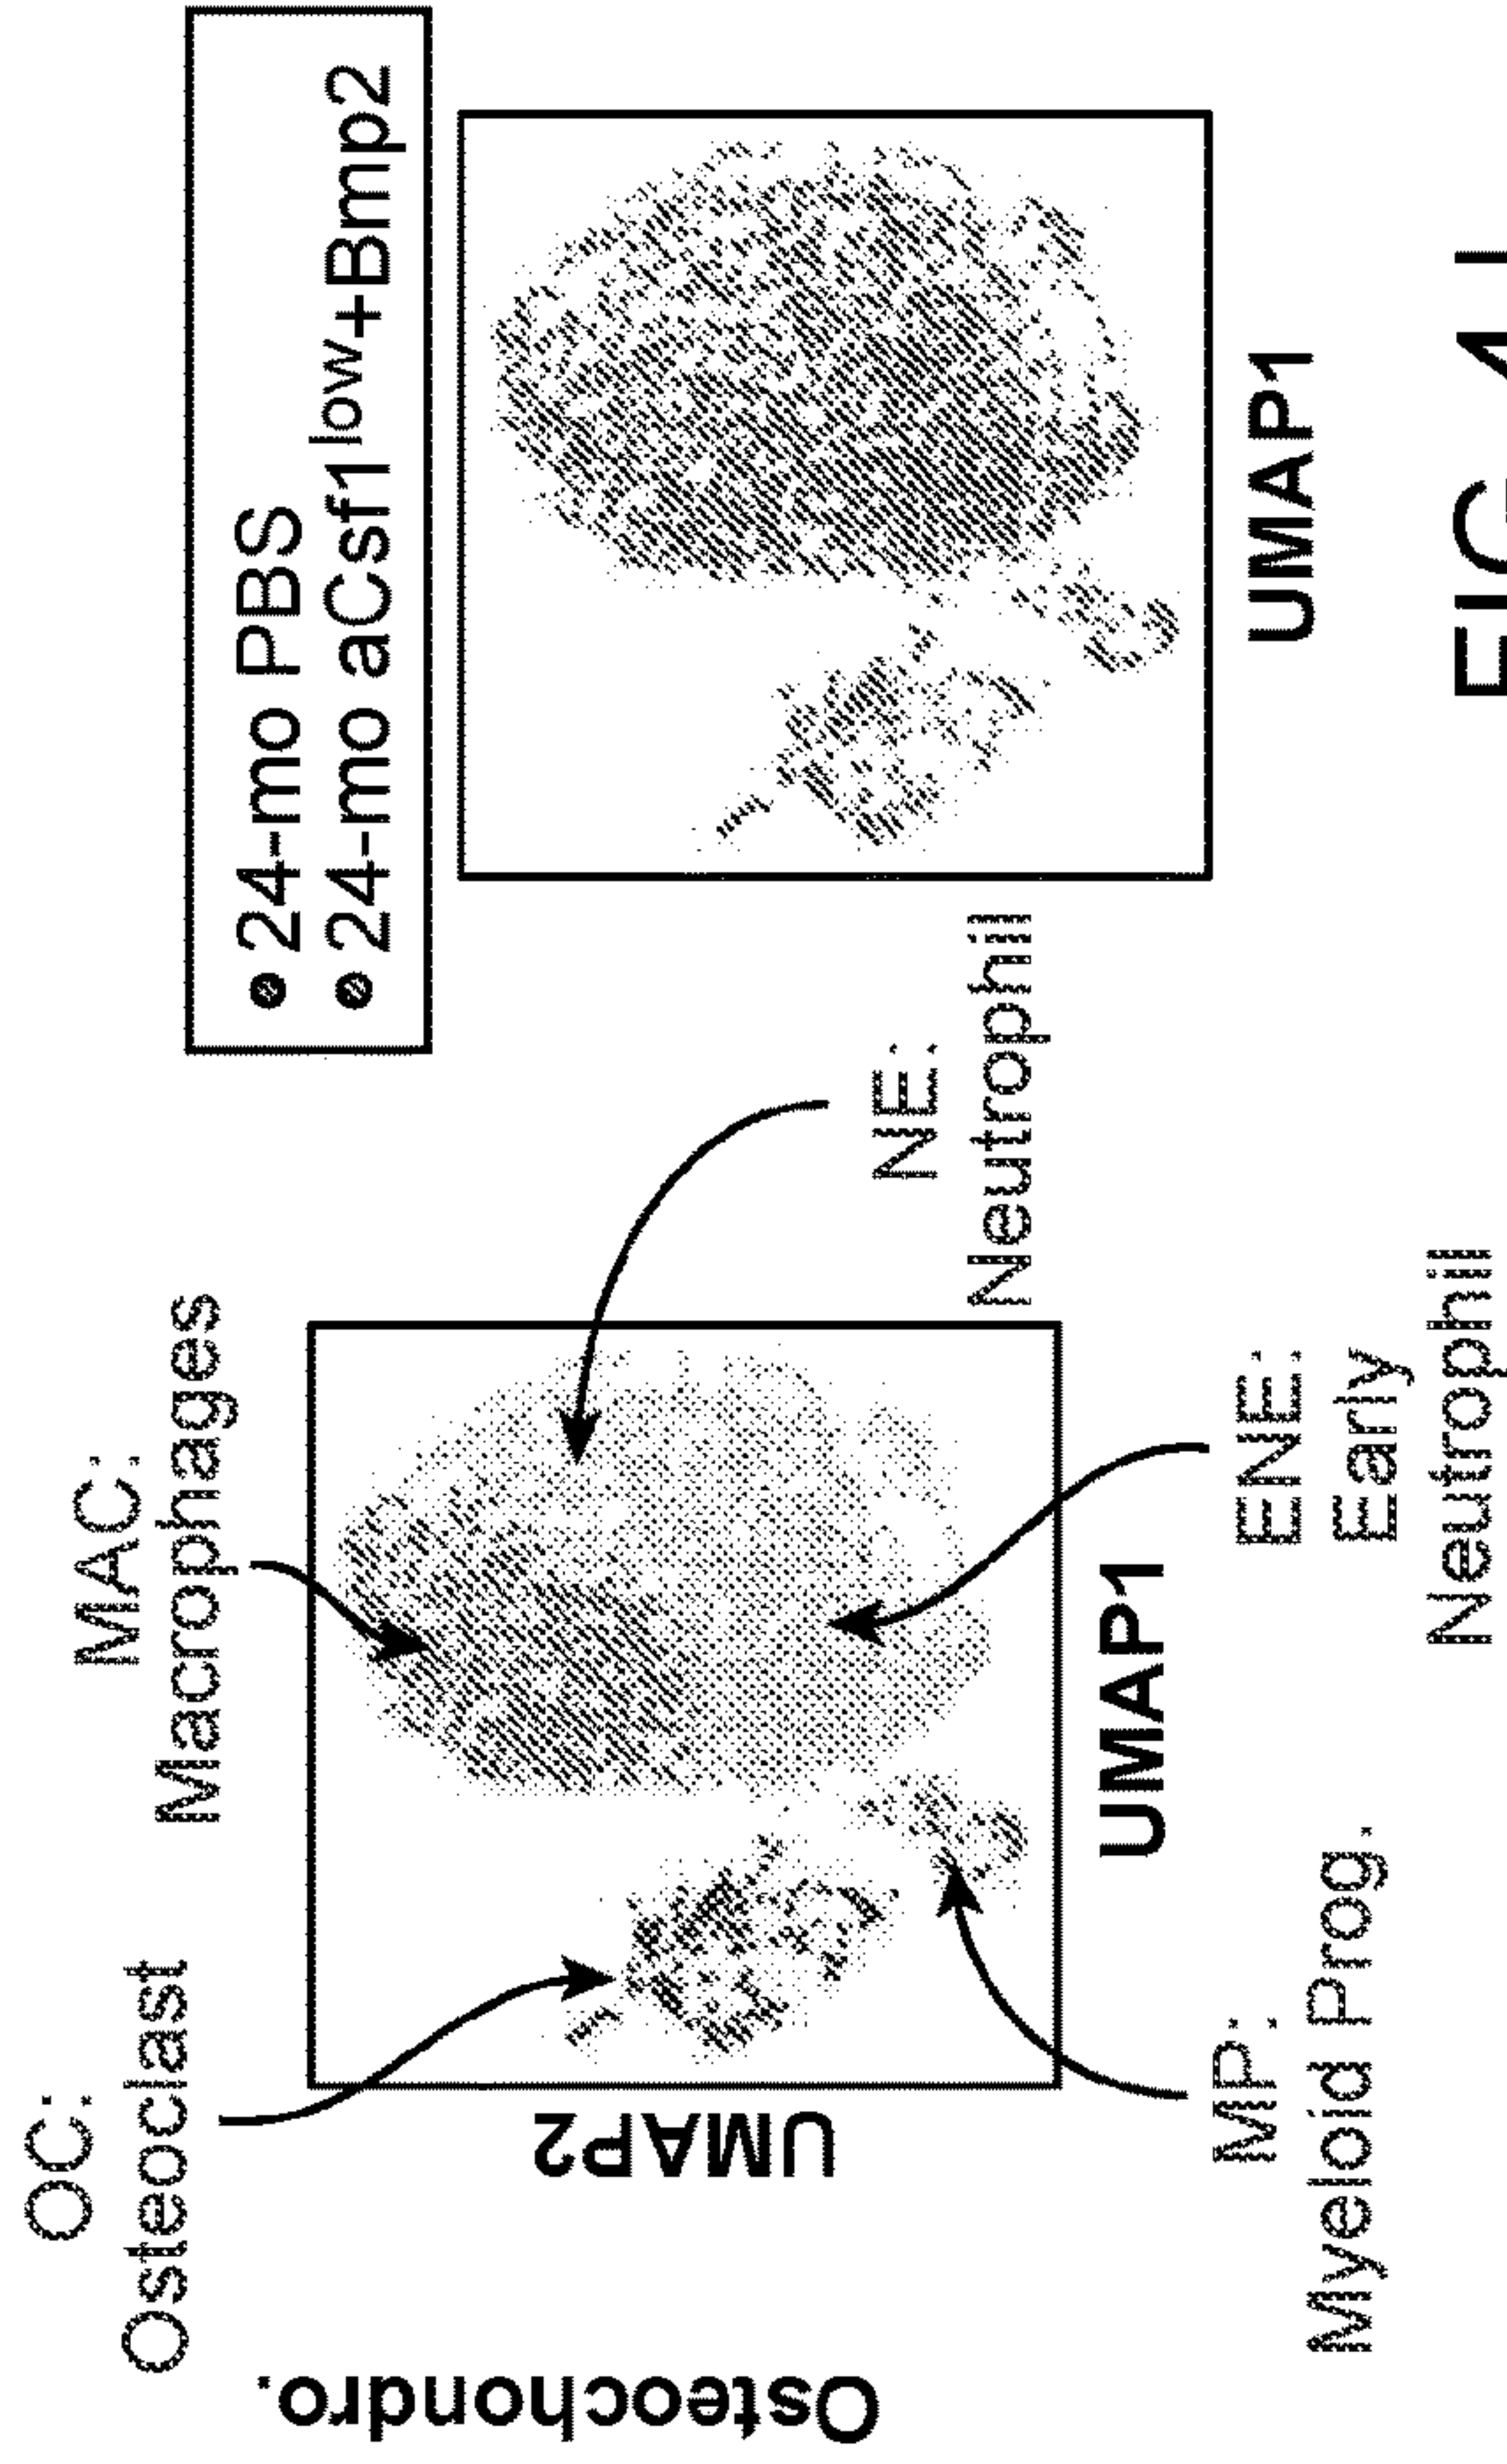 OC:
Osteoclast
MAC:
Macrophages
24-mo PBS
24-mo aCsf1low+Bmp2
Osteochondro.
UMAP2
NE:
Neutrophil
UMAP1
UMAP1
MP:
Myeloid Prog.
ENE:
Early
Neutrophil